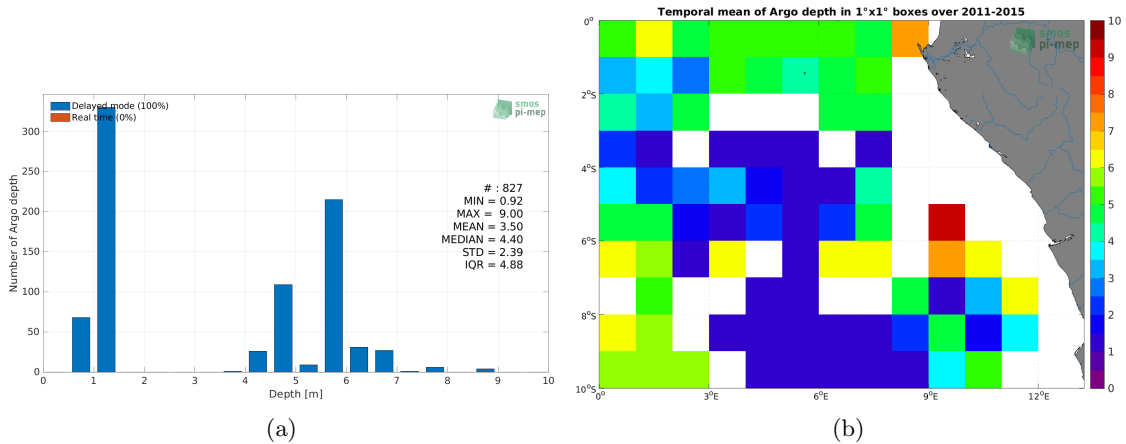 Temporal mean of Argo depth in 1°x1° boxes over 2011-2015
Delayed mode (100%)
Real time (0%)
smos
pi-mep
# : 827
MIN = 0.92
MAX = 9.00
MEAN = 3.50
MEDIAN = 4.40
STD = 2.39
IQR = 4.88
Number of Argo depth
300
250
200
150
100
50
0
0 1 2 3 4 5 6 7 8 9 10
Depth [m]
(a)
smos
pi-mep
0°
2°S
4°S
6°S
8°S
10°S
0° 3°E 6°E 9°E 12°E
10
9
8
7
6
5
4
3
2
1
0
(b)